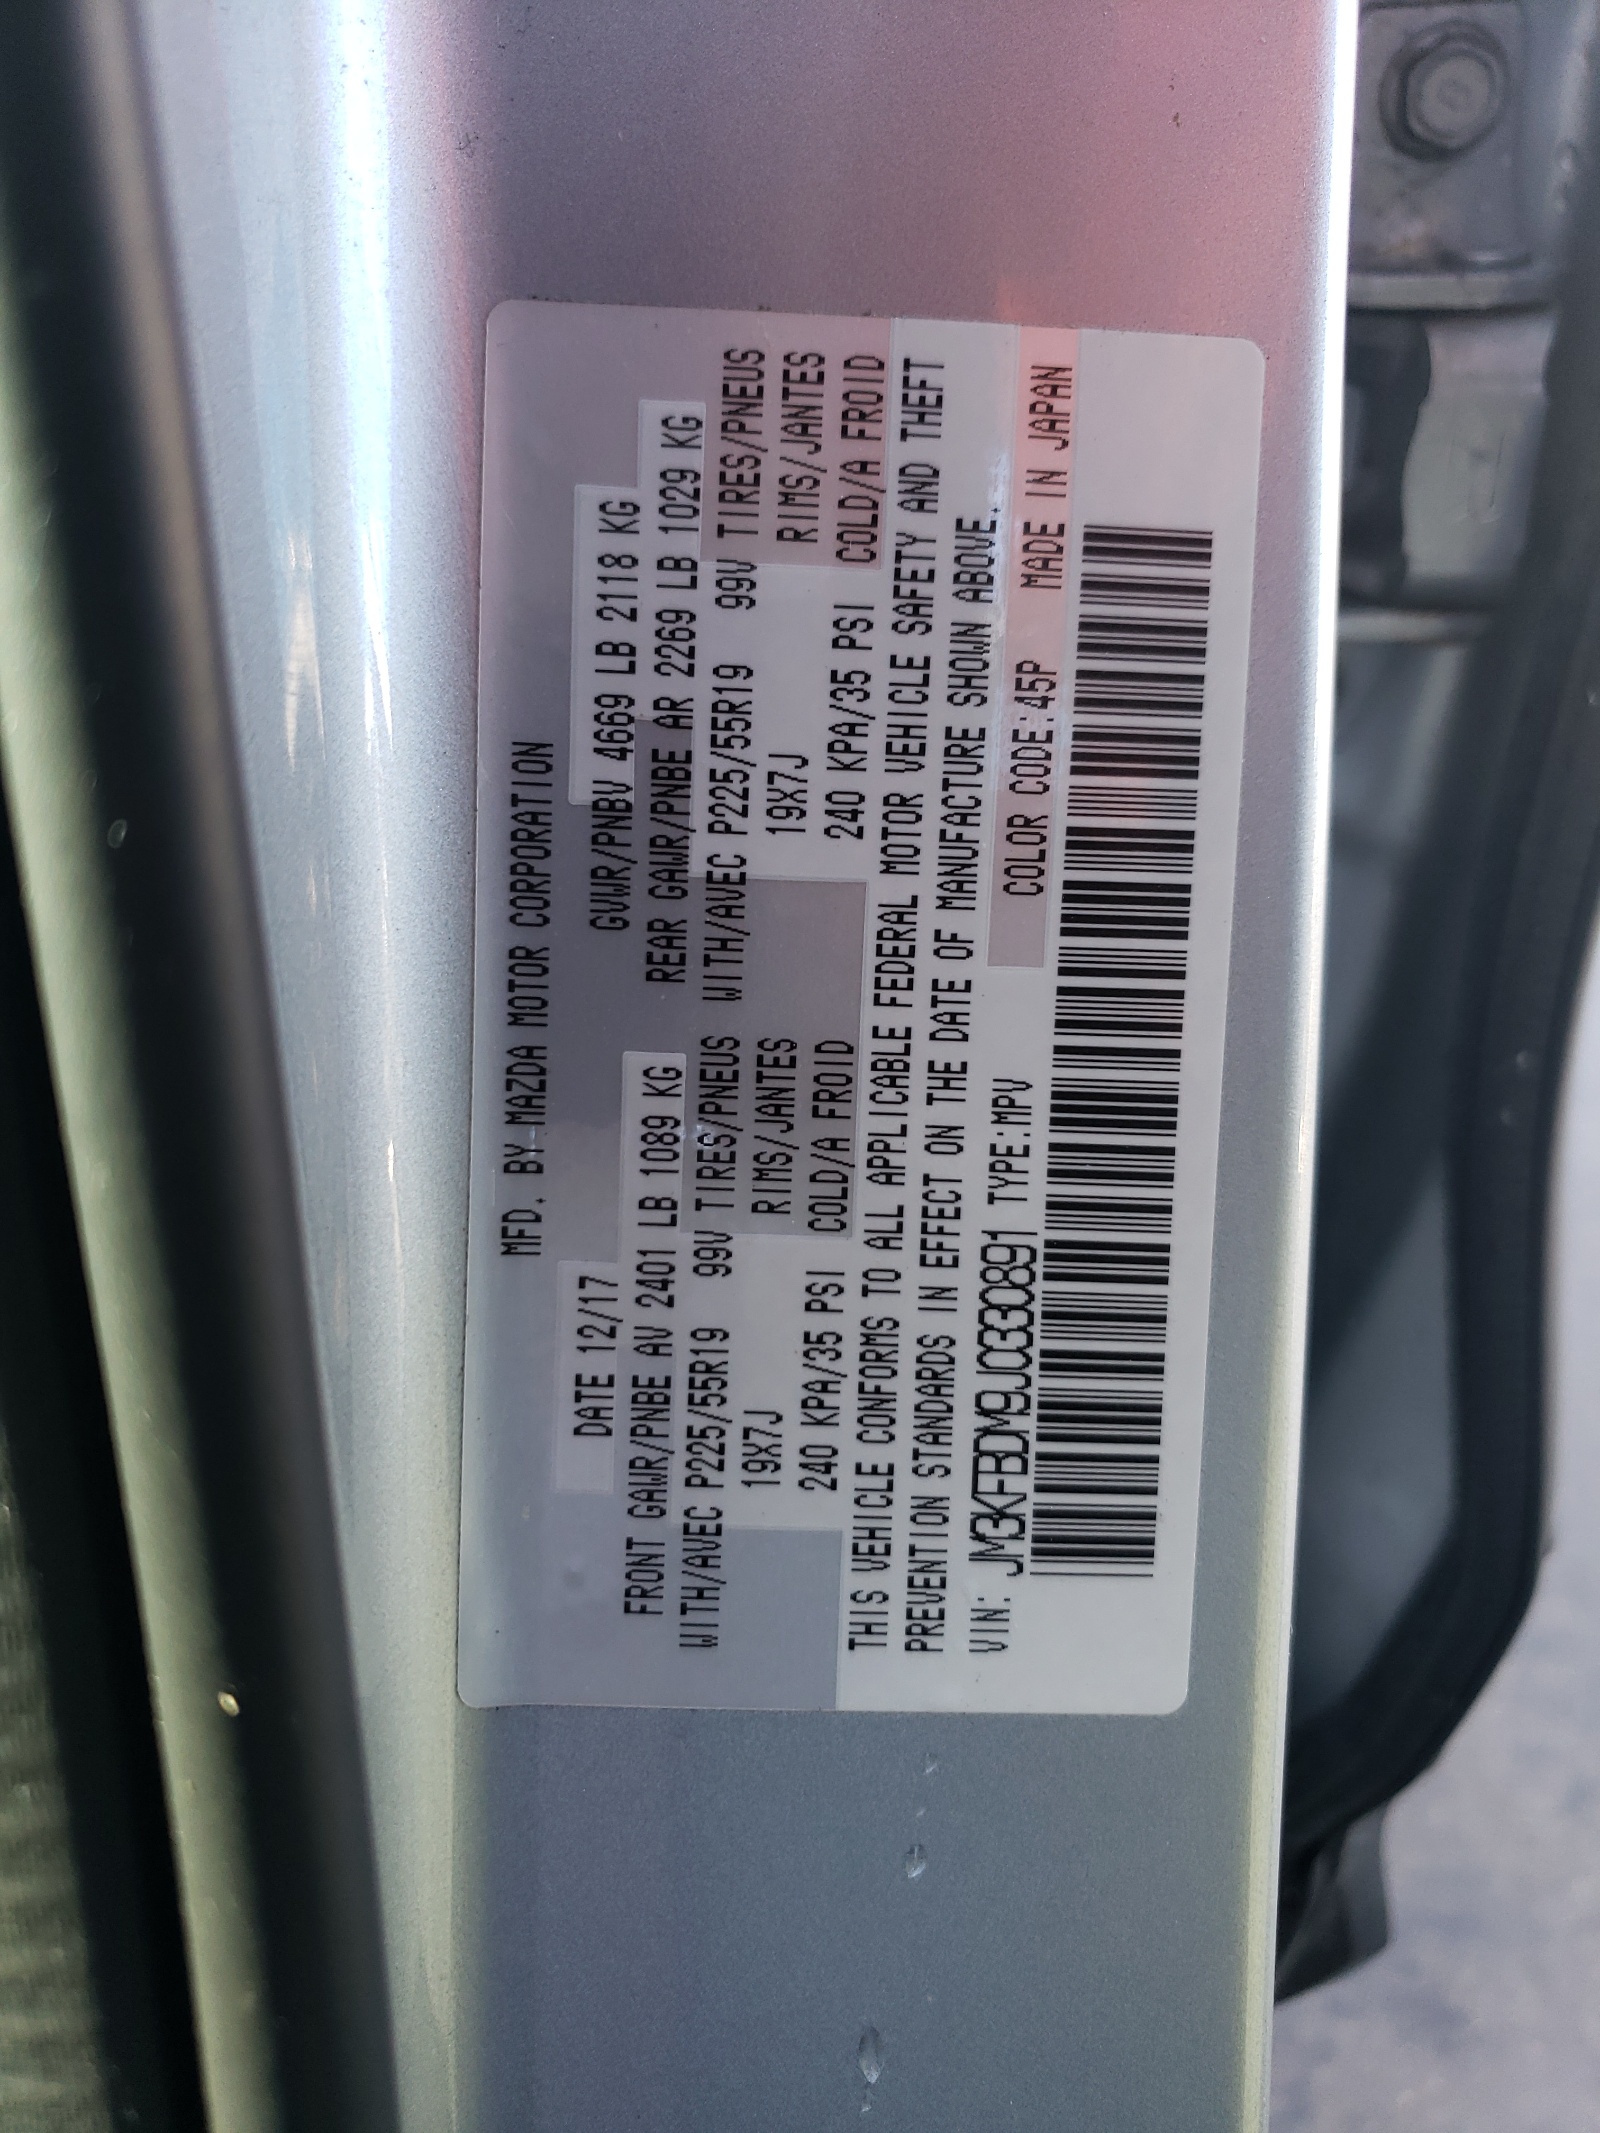 MFD. BY MAZDA MOTOR CORPORATION
DATE 12/17 GVWR/PNBV 4669 LB 2118 KG
FRONT GAWR/PNBE AV 2401 LB 1089 KG REAR GAWR/PNBE AR 2269 LB 1029 KG
WITH/AVEC P225/55R19 99V TIRES/PNEUS WITH/AVEC P225/55R19 99V TIRES/PNEUS
19X7J RIMS/JANTES 19X7J RIMS/JANTES
240 KPA/35 PSI COLD/A FROID 240 KPA/35 PSI COLD/A FROID
THIS VEHICLE CONFORMS TO ALL APPLICABLE FEDERAL MOTOR VEHICLE SAFETY AND THEFT
PREVENTION STANDARDS IN EFFECT ON THE DATE OF MANUFACTURE SHOWN ABOVE.
VIN: JM3KFBDM9J0330891 TYPE:MPV COLOR CODE:45P MADE IN JAPAN